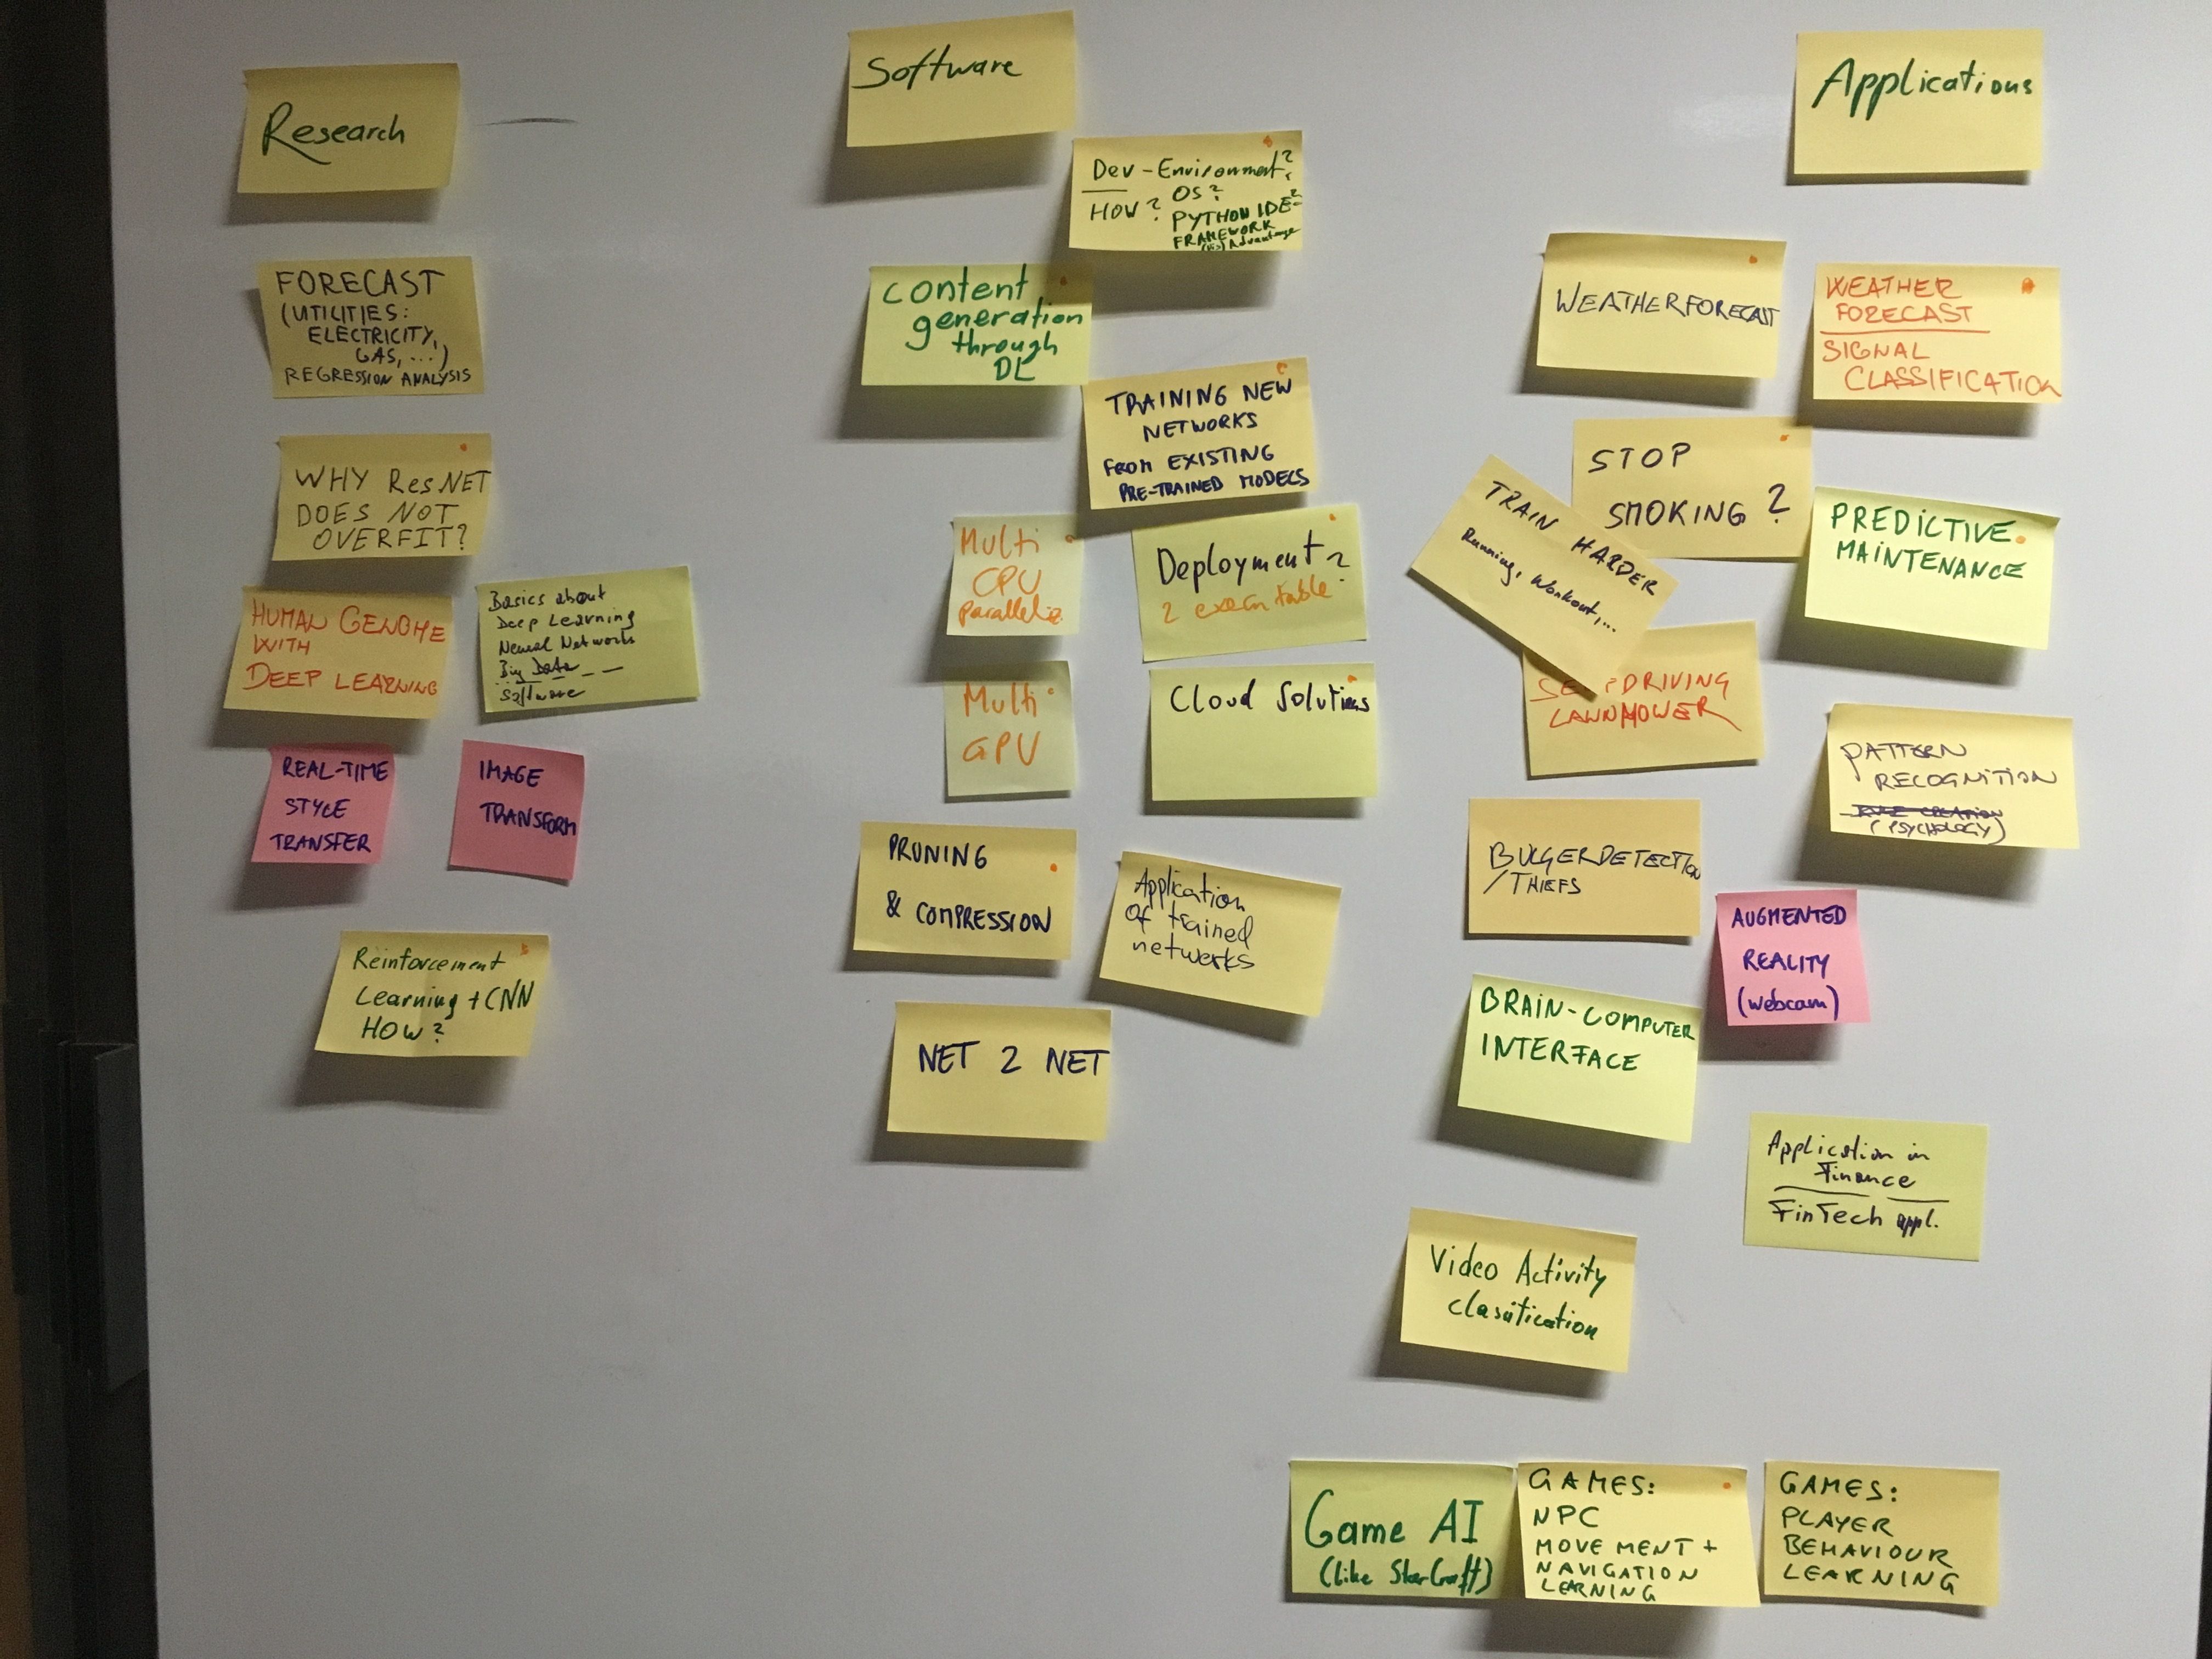 Research
FORECAST
(UTILITIES:
ELECTRICITY,
GAS, ...)
REGRESSION ANALYSIS
WHY ResNET
DOES NOT
OVERFIT?
HUMAN GENOME
WITH
DEEP LEARNING
Basics about
Deep Learning
Neural Networks
Big Data
Software
REAL-TIME
STYLE
TRANSFER
IMAGE
TRANSFORM
Reinforcement
Learning + CNN
HOW?
Software
Dev-Environment?
HOW? OS?
PYTHON IDE?
FRAMEWORK
(Dis)Advantage
content
generation
through
DL
TRAINING NEW
NETWORKS
FROM EXISTING
PRE-TRAINED MODELS
Multi
CPU
paralleliz.
Deployment?
2 executable
Multi
GPU
Cloud Solutions
PRUNING
& COMPRESSION
Application
of trained
networks
NET 2 NET
Applications
WEATHERFORECAST
WEATHER
FORECAST
SIGNAL
CLASSIFICATION
STOP
SMOKING?
TRAIN HARDER
Running, Workout,...
DRIVING
LAWNMOWER
PREDICTIVE
MAINTENANCE
PATTERN
RECOGNITION
(PSYCHOLOGY)
BULGERDETECTION
/THIEFS
AUGMENTED
REALITY
(webcam)
BRAIN-COMPUTER
INTERFACE
Application in
Finance
FinTech appl.
Video Activity
clasification
Game AI
(like StarCraft)
GAMES:
NPC
MOVEMENT +
NAVIGATION
LEARNING
GAMES:
PLAYER
BEHAVIOUR
LEARNING